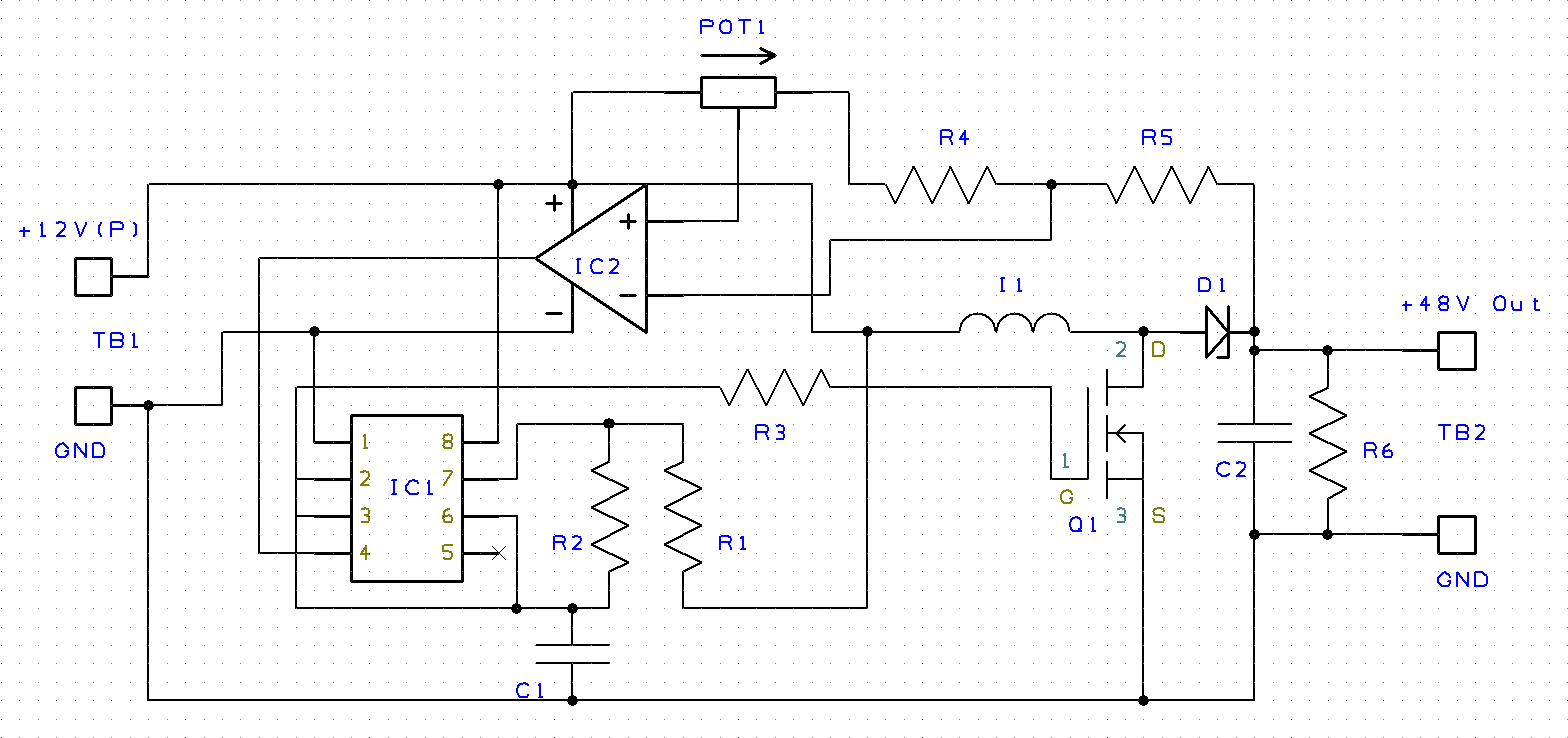 POT1
R4
R5
+12V(P)
+
+
IC2
-
-
I1
D1
+48V Out
TB1
2
D
GND
R3
TB2
1
8
2
7
IC1
3
6
4
5
R2
R1
1
G
Q1
3
S
C2
R6
GND
C1